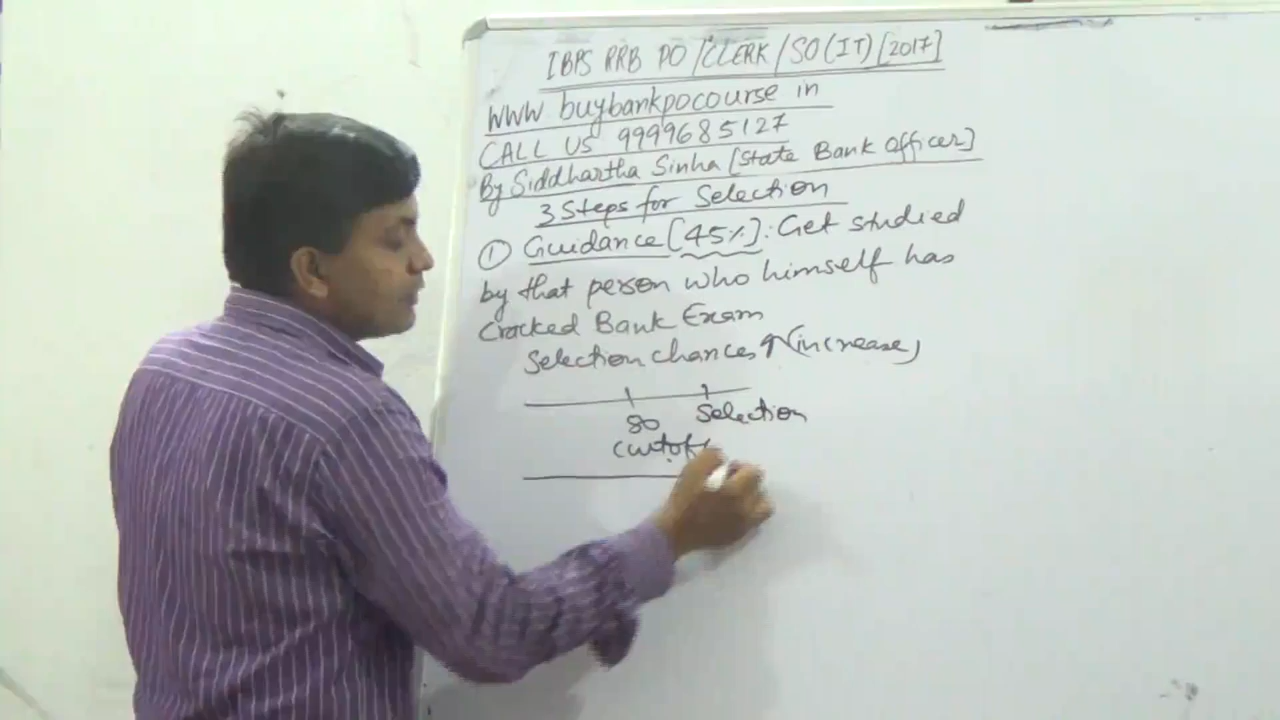 IBPS RRB PO/CLERK/SO(IT)[2017]
WWW buybankpocourse in
CALL US 9999685127
By Siddhartha Sinha [State Bank Officer]
3 Steps for Selection
① Guidance [45%]: Get studied
by that person who himself has
Cracked Bank Exam
Selection chances ↑(increase)
80 Selection
Cutoff